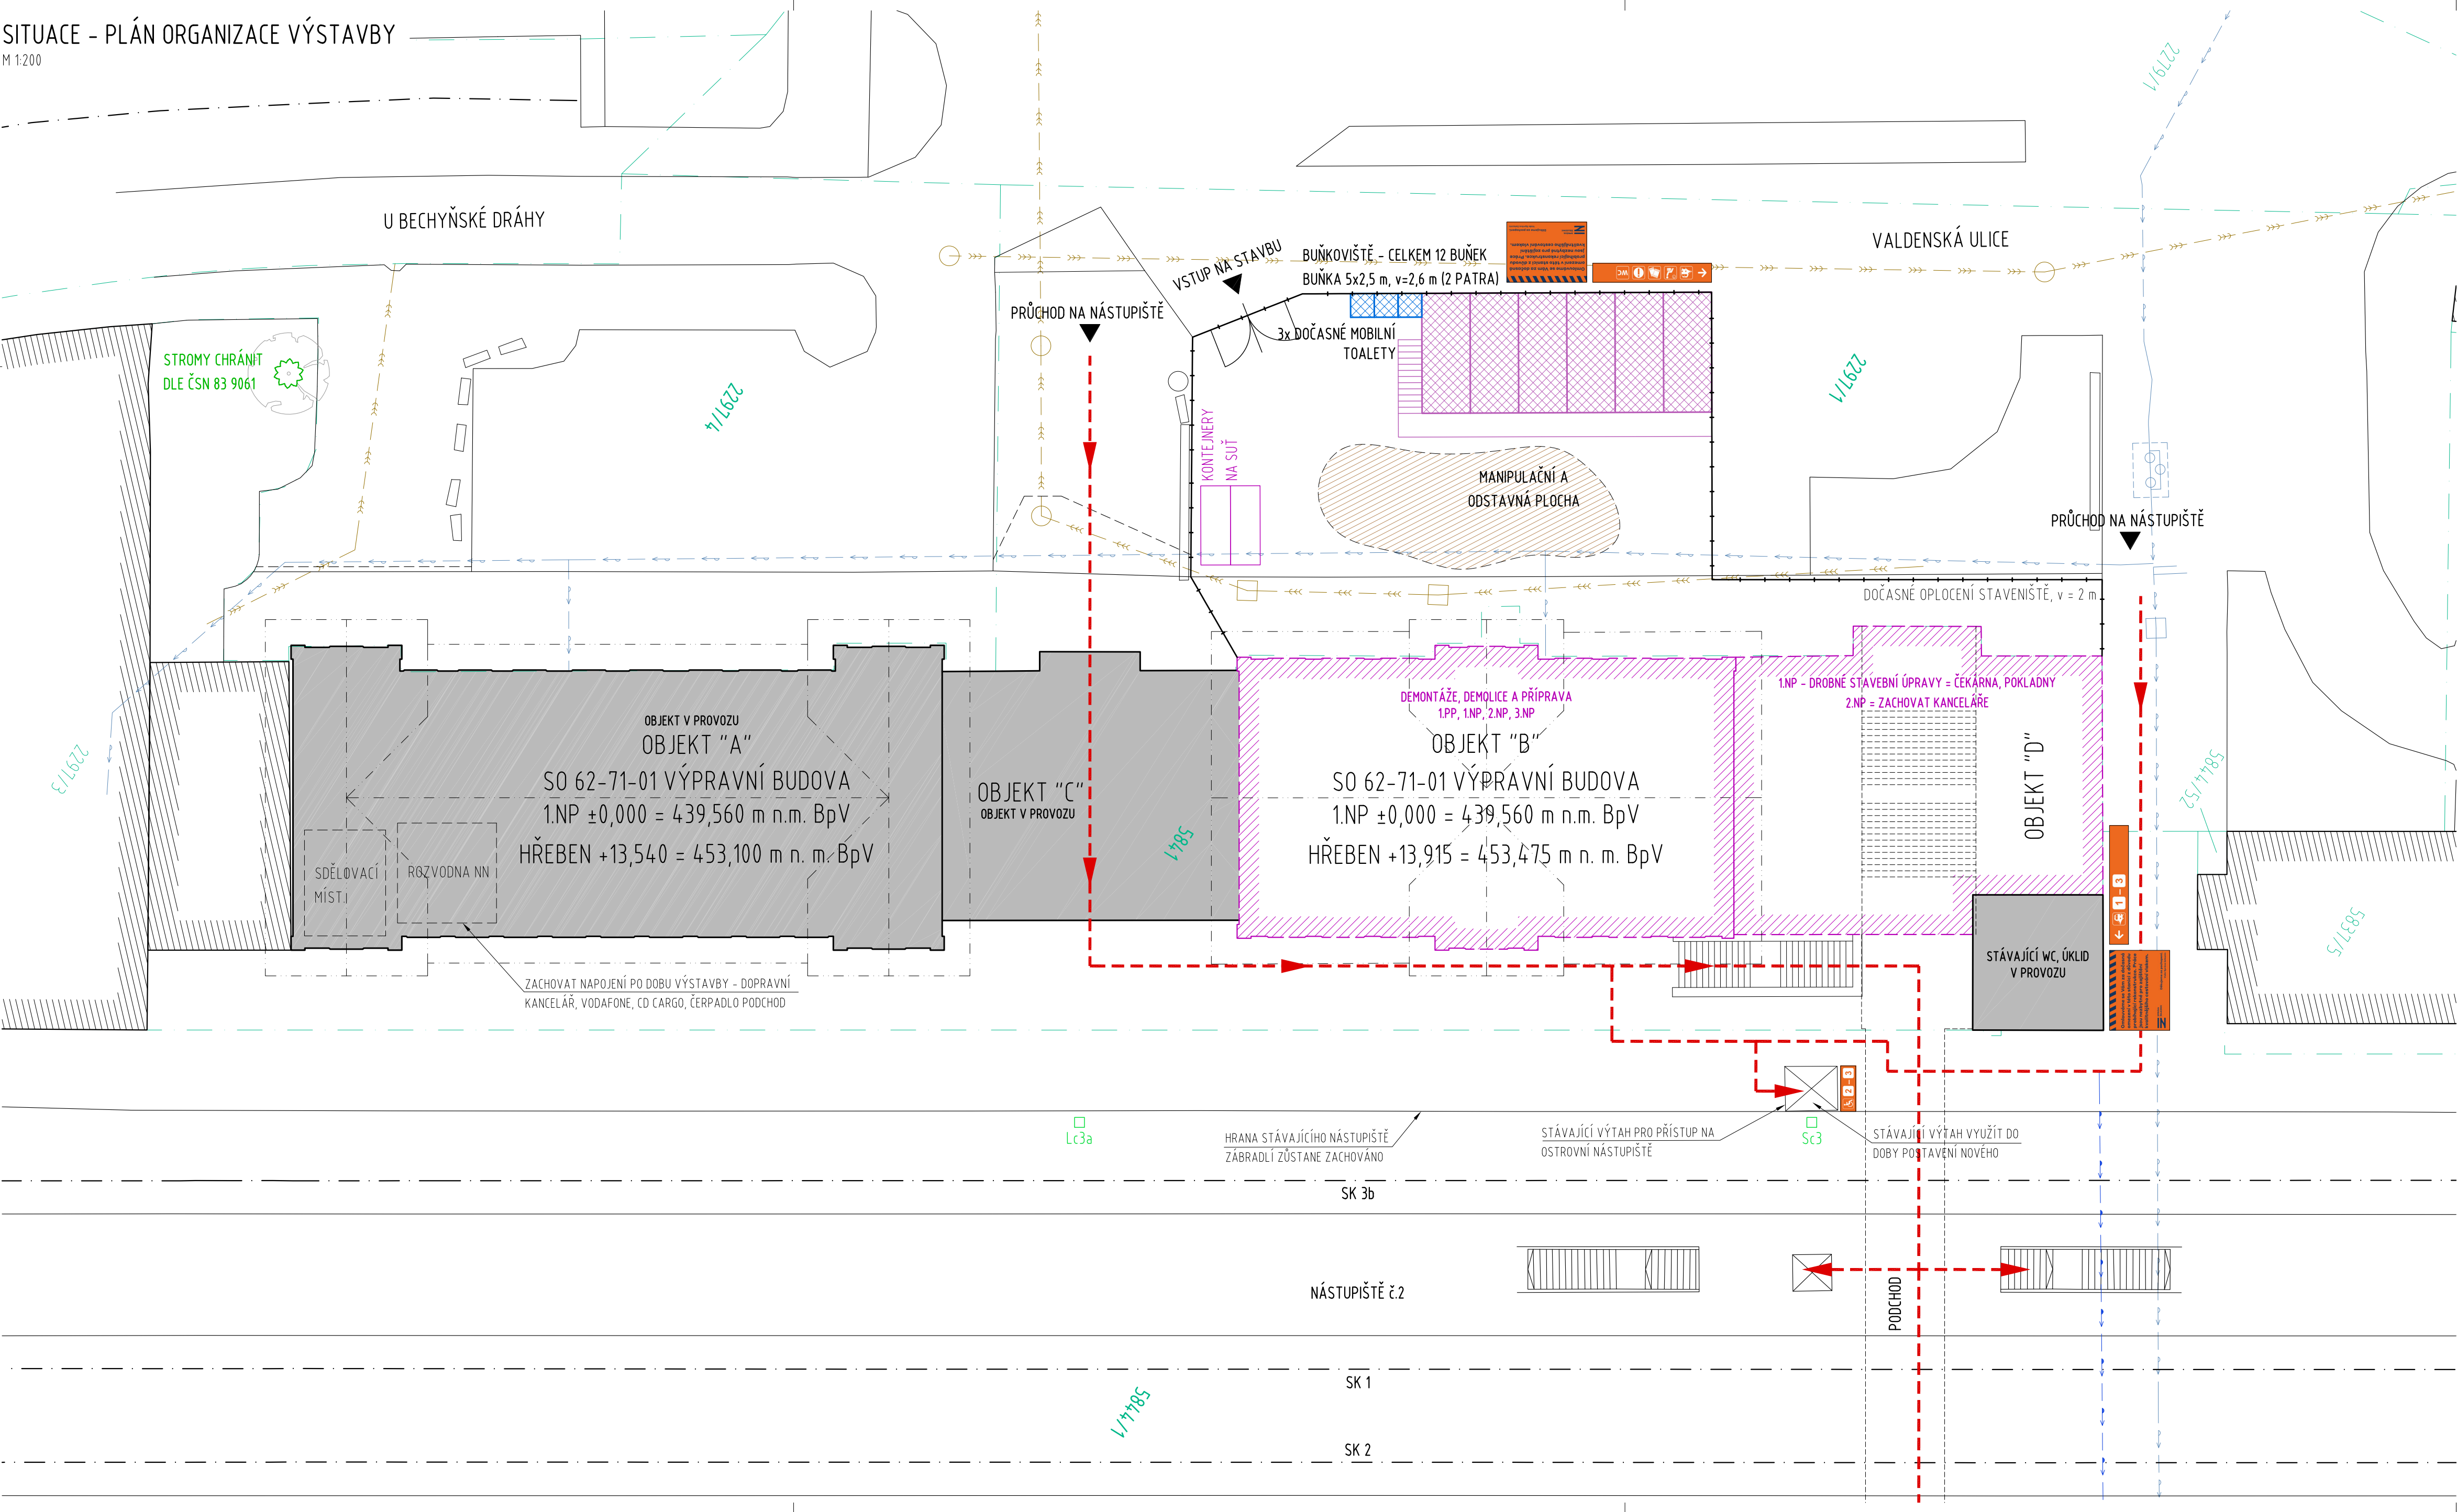 SITUACE - PLÁN ORGANIZACE VÝSTAVBY
M 1:200
2279/1
U BECHYŇSKÉ DRÁHY
VALDENSKÁ ULICE
VSTUP NA STAVBU
BUŇKOVIŠTĚ - CELKEM 12 BUNĚK
BUŇKA 5x2,5 m, v=2,6 m (2 PATRA)
WC
PRŮCHOD NA NÁSTUPIŠTĚ
3x DOČASNÉ MOBILNÍ
TOALETY
STROMY CHRÁNIT
DLE ČSN 83 9061
2297/4
2297/1
KONTEJNERY
NA SUŤ
MANIPULAČNÍ A
ODSTAVNÁ PLOCHA
PRŮCHOD NA NÁSTUPIŠTĚ
DOČASNÉ OPLOCENÍ STAVENIŠTĚ, v = 2 m
2297/3
OBJEKT V PROVOZU
OBJEKT "A"
SO 62-71-01 VÝPRAVNÍ BUDOVA
1.NP ±0,000 = 439,560 m n.m. BpV
HŘEBEN +13,540 = 453,100 m n. m. BpV
SDĚLOVACÍ
MÍST.
ROZVODNA NN
OBJEKT "C"
OBJEKT V PROVOZU
5841
DEMONTÁŽE, DEMOLICE A PŘÍPRAVA
1.PP, 1.NP, 2.NP, 3.NP
OBJEKT "B"
SO 62-71-01 VÝPRAVNÍ BUDOVA
1.NP ±0,000 = 439,560 m n.m. BpV
HŘEBEN +13,915 = 453,475 m n. m. BpV
1.NP - DROBNÉ STAVEBNÍ ÚPRAVY = ČEKÁRNA, POKLADNY
2.NP = ZACHOVAT KANCELÁŘE
OBJEKT "D"
5844/52
5837/5
1 - 3
STÁVAJÍCÍ WC, ÚKLID
V PROVOZU
ZACHOVAT NAPOJENÍ PO DOBU VÝSTAVBY - DOPRAVNÍ
KANCELÁŘ, VODAFONE, CD CARGO, ČERPADLO PODCHOD
2 - 3
Lc3a
HRANA STÁVAJÍCÍHO NÁSTUPIŠTĚ
ZÁBRADLÍ ZŮSTANE ZACHOVÁNO
STÁVAJÍCÍ VÝTAH PRO PŘÍSTUP NA
OSTROVNÍ NÁSTUPIŠTĚ
Sc3
STÁVAJÍCÍ VÝTAH VYUŽÍT DO
DOBY POSTAVENÍ NOVÉHO
SK 3b
NÁSTUPIŠTĚ č.2
PODCHOD
SK 1
5844/1
SK 2